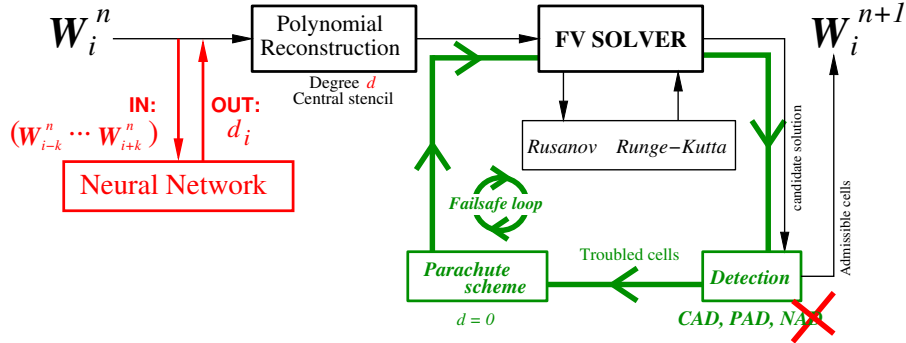 W_i^n
Polynomial
Reconstruction
Degree d
Central stencil
FV SOLVER
W_i^{n+1}
IN:
(W_{i-k}^n ... W_{i+k}^n)
OUT:
d_i
Neural Network
Rusanov Runge-Kutta
candidate solution
Admissible cells
Failsafe loop
Troubled cells
Parachute
scheme
d = 0
Detection
CAD, PAD, NAD